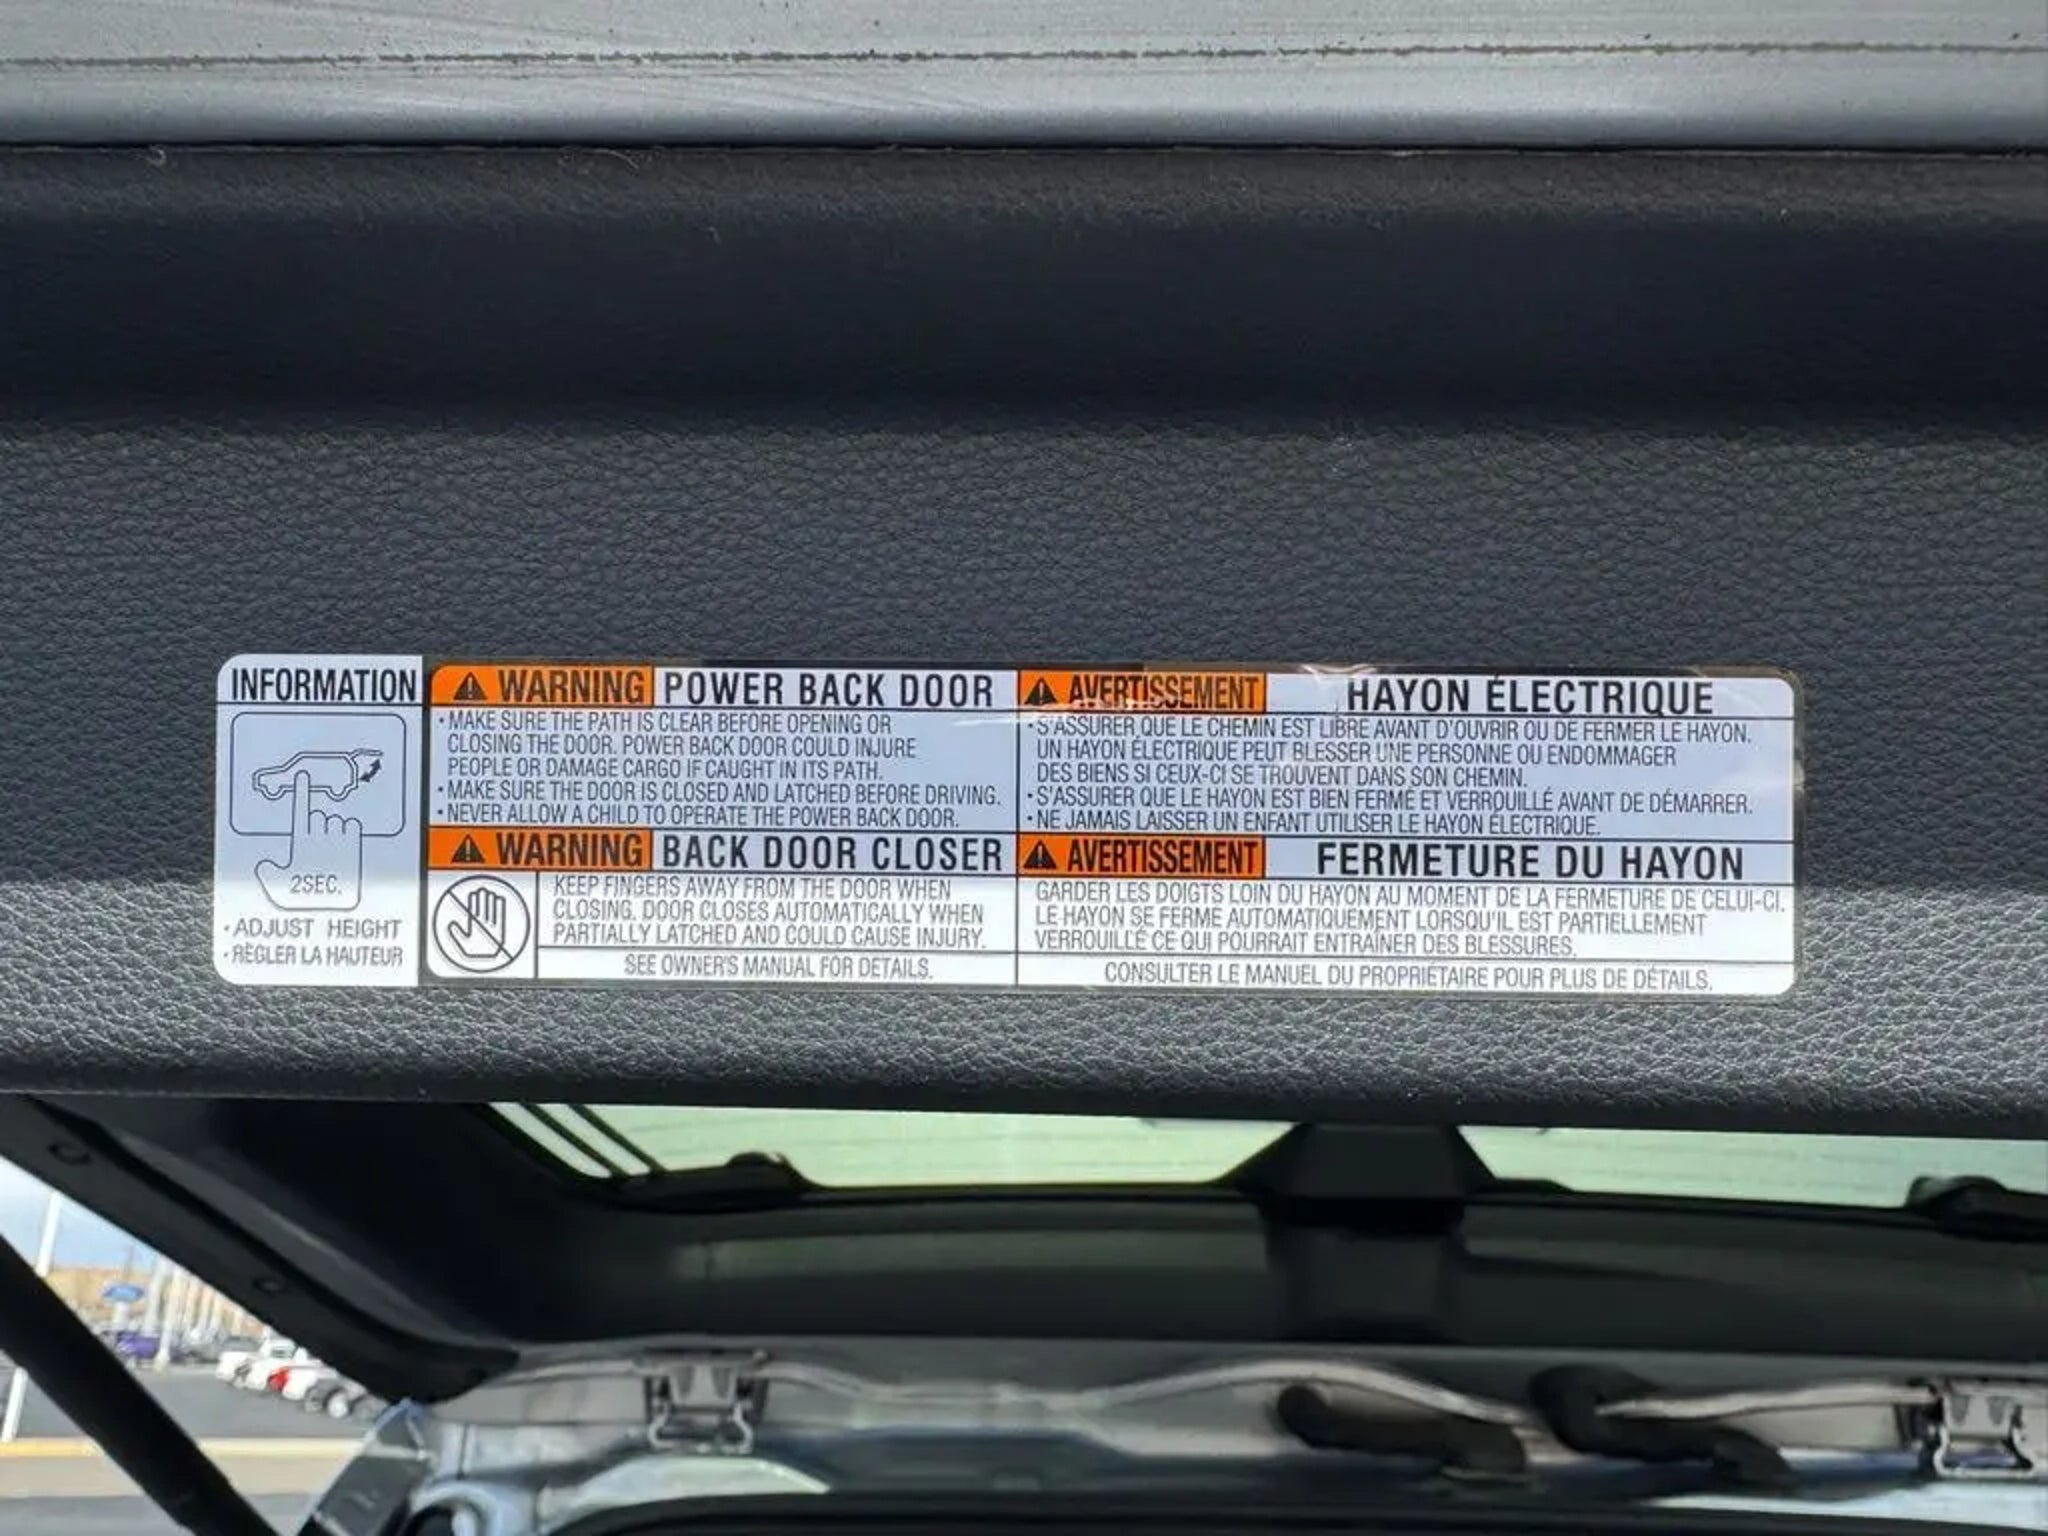 INFORMATION
2SEC.
• ADJUST HEIGHT
• RÉGLER LA HAUTEUR
WARNING POWER BACK DOOR
• MAKE SURE THE PATH IS CLEAR BEFORE OPENING OR
CLOSING THE DOOR. POWER BACK DOOR COULD INJURE
PEOPLE OR DAMAGE CARGO IF CAUGHT IN ITS PATH.
• MAKE SURE THE DOOR IS CLOSED AND LATCHED BEFORE DRIVING.
• NEVER ALLOW A CHILD TO OPERATE THE POWER BACK DOOR.
WARNING BACK DOOR CLOSER
KEEP FINGERS AWAY FROM THE DOOR WHEN
CLOSING. DOOR CLOSES AUTOMATICALLY WHEN
PARTIALLY LATCHED AND COULD CAUSE INJURY.
SEE OWNER'S MANUAL FOR DETAILS.
AVERTISSEMENT HAYON ÉLECTRIQUE
• S'ASSURER QUE LE CHEMIN EST LIBRE AVANT D'OUVRIR OU DE FERMER LE HAYON.
UN HAYON ÉLECTRIQUE PEUT BLESSER UNE PERSONNE OU ENDOMMAGER
DES BIENS SI CEUX-CI SE TROUVENT DANS SON CHEMIN.
• S'ASSURER QUE LE HAYON EST BIEN FERMÉ ET VERROUILLÉ AVANT DE DÉMARRER.
• NE JAMAIS LAISSER UN ENFANT UTILISER LE HAYON ÉLECTRIQUE.
AVERTISSEMENT FERMETURE DU HAYON
GARDER LES DOIGTS LOIN DU HAYON AU MOMENT DE LA FERMETURE DE CELUI-CI.
LE HAYON SE FERME AUTOMATIQUEMENT LORSQU'IL EST PARTIELLEMENT
VERROUILLÉ CE QUI POURRAIT ENTRAÎNER DES BLESSURES.
CONSULTER LE MANUEL DU PROPRIÉTAIRE POUR PLUS DE DÉTAILS.